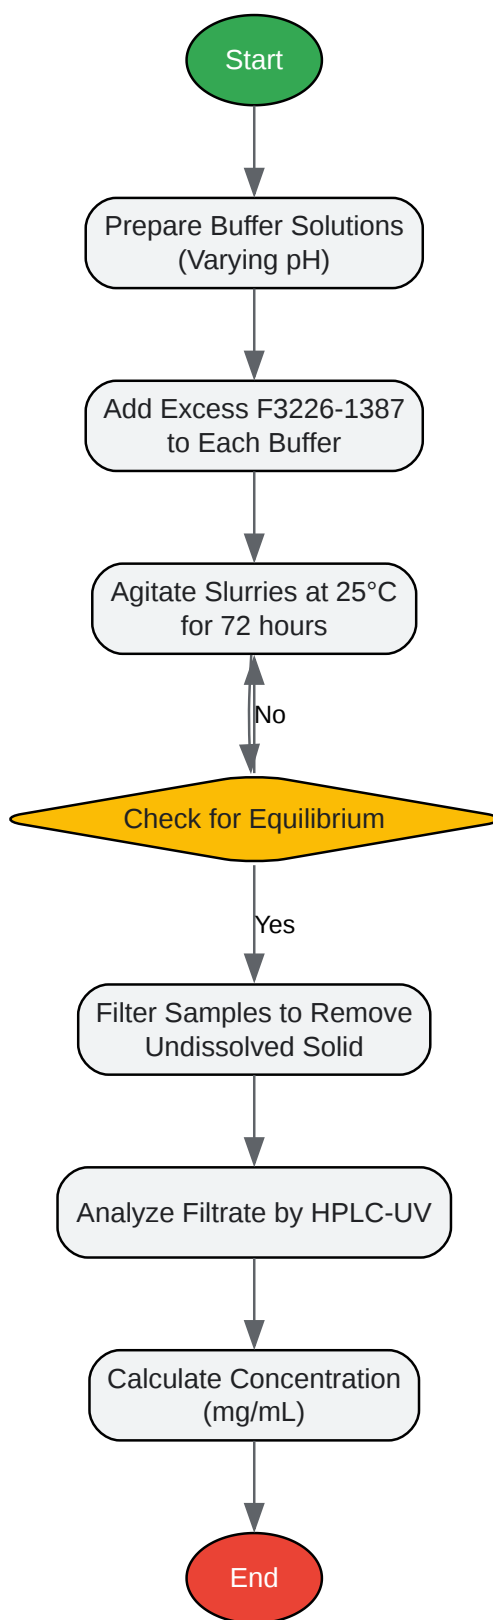 Start
Prepare Buffer Solutions
(Varying pH)
Add Excess F3226-1387
to Each Buffer
Agitate Slurries at 25°C
for 72 hours
No
Check for Equilibrium
Yes
Filter Samples to Remove
Undissolved Solid
Analyze Filtrate by HPLC-UV
Calculate Concentration
(mg/mL)
End